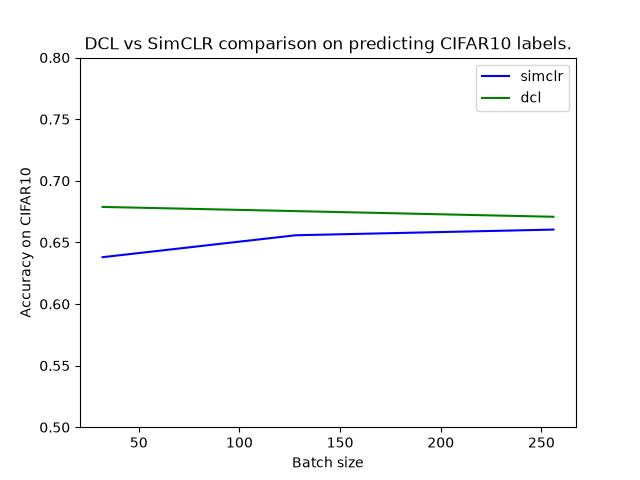 DCL vs SimCLR comparison on predicting CIFAR10 labels.
simclr
dcl
Accuracy on CIFAR10
0.80
0.75
0.70
0.65
0.60
0.55
0.50
50 100 150 200 250
Batch size